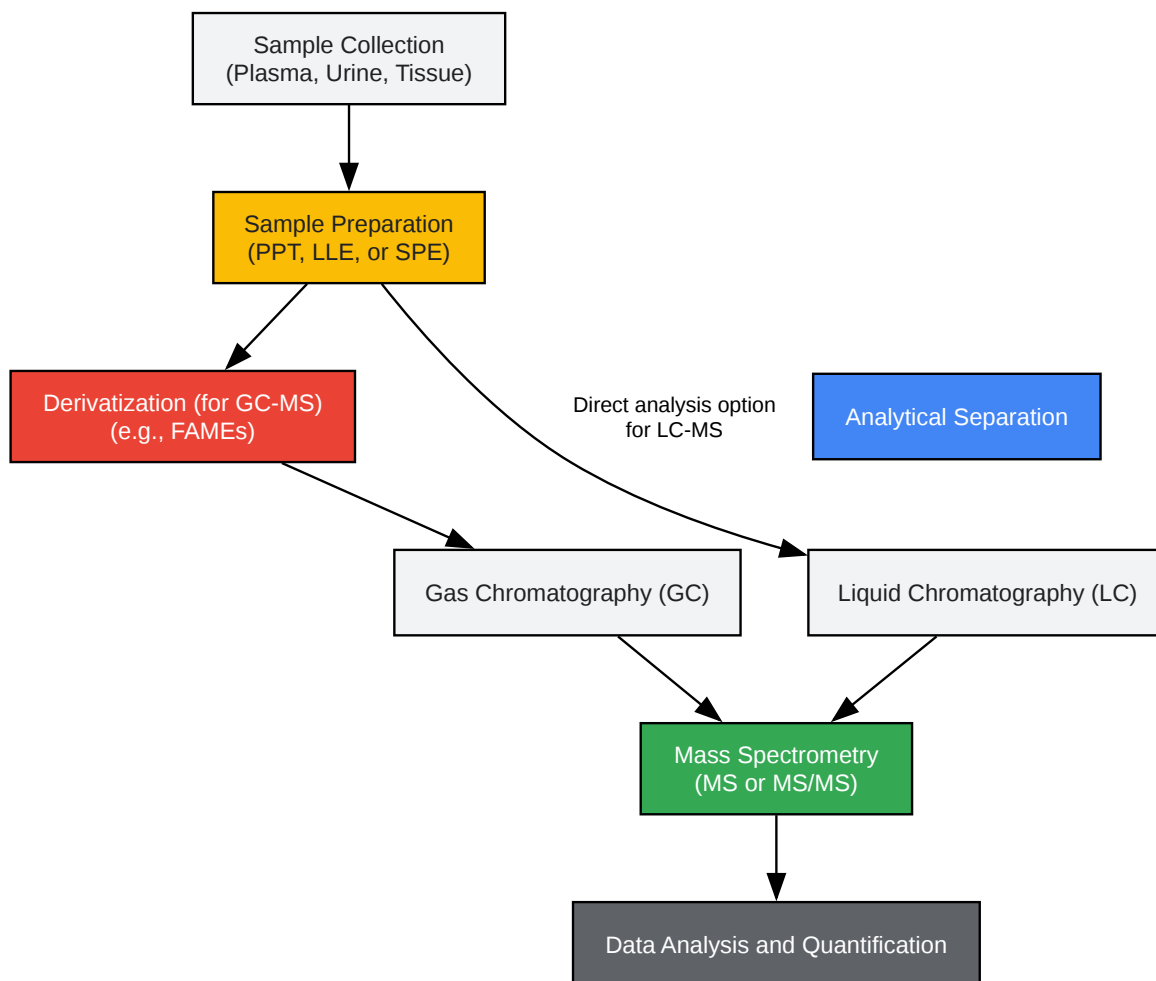 Sample Collection
(Plasma, Urine, Tissue)
Sample Preparation
(PPT, LLE, or SPE)
Derivatization (for GC-MS)
(e.g., FAMEs)
Direct analysis option
for LC-MS
Analytical Separation
Gas Chromatography (GC)
Liquid Chromatography (LC)
Mass Spectrometry
(MS or MS/MS)
Data Analysis and Quantification